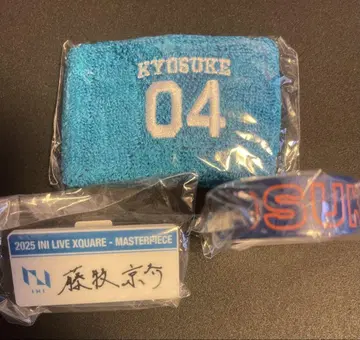 KYOSUKE
04
2025 INI LIVE XQUARE - MASTERPIECE
INI
藤牧京介